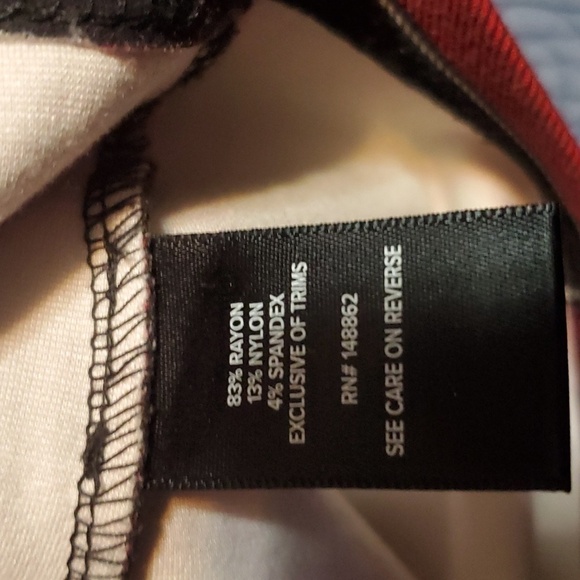 83% RAYON
13% NYLON
4% SPANDEX
EXCLUSIVE OF TRIMS
RN# 148862
SEE CARE ON REVERSE